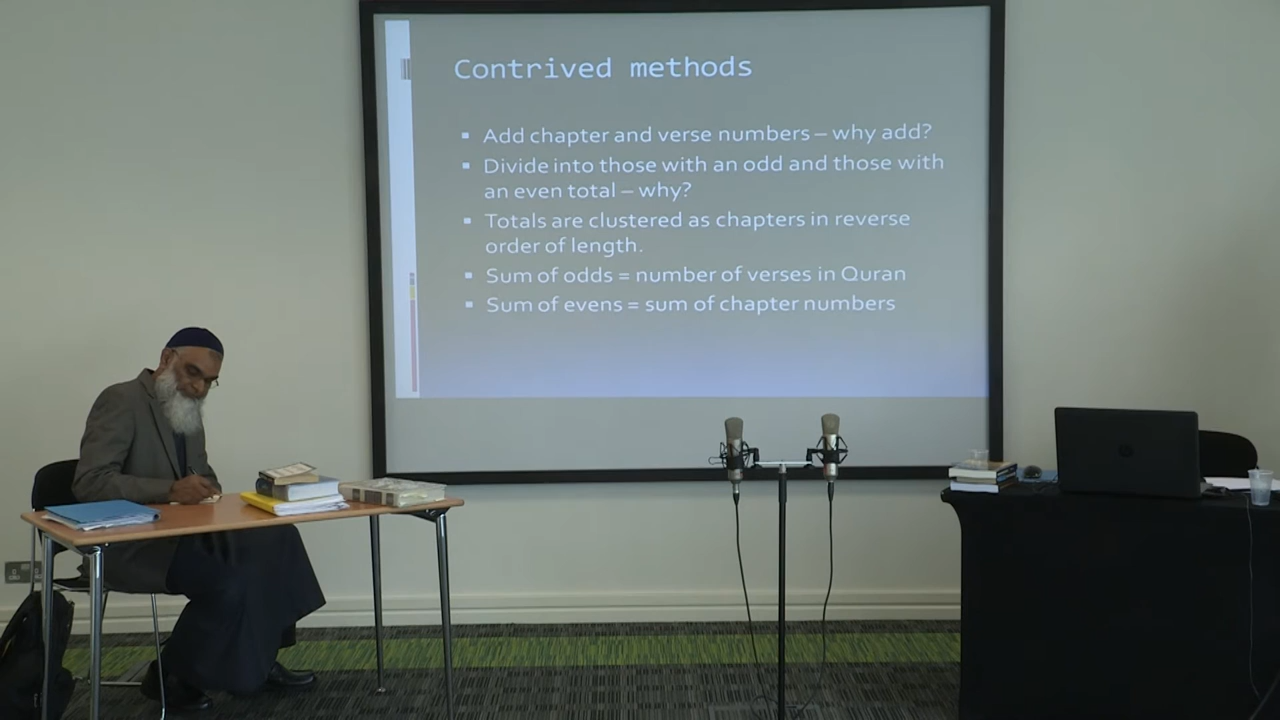 Contrived methods
▪ Add chapter and verse numbers – why add?
▪ Divide into those with an odd and those with
an even total – why?
▪ Totals are clustered as chapters in reverse
order of length.
▪ Sum of odds = number of verses in Quran
▪ Sum of evens = sum of chapter numbers